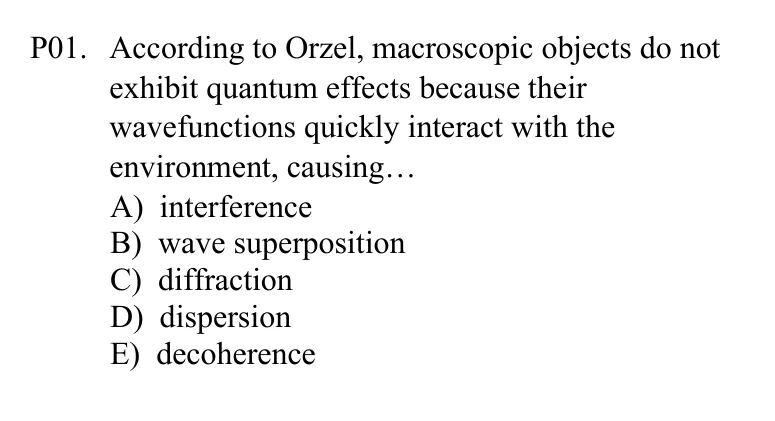 P01. According to Orzel, macroscopic objects do not
exhibit quantum effects because their
wavefunctions quickly interact with the
environment, causing…
A) interference
B) wave superposition
C) diffraction
D) dispersion
E) decoherence